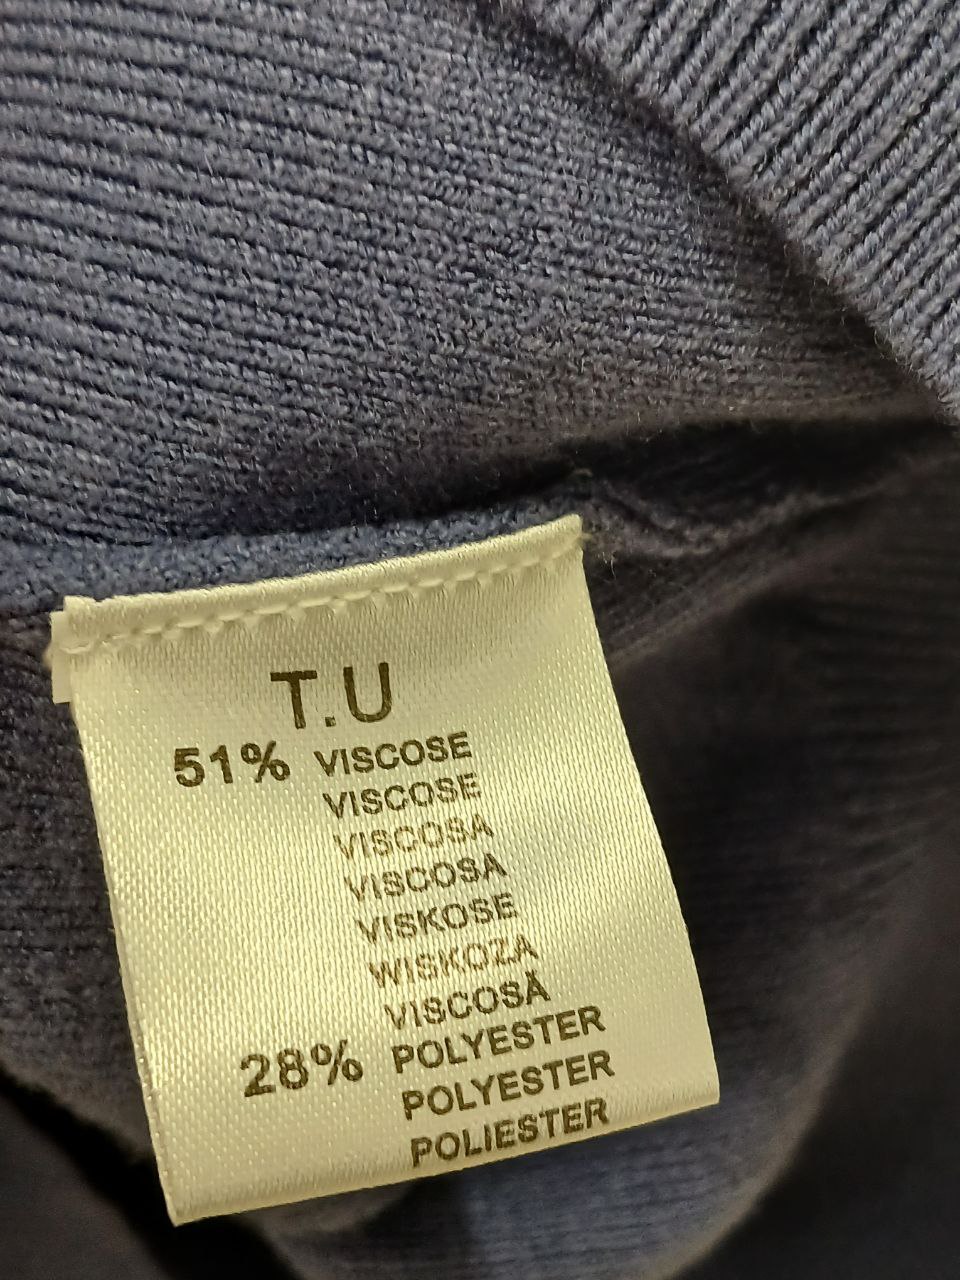 T.U
51% VISCOSE
VISCOSE
VISCOSA
VISCOSA
VISKOSE
WISKOZA
VISCOSĂ
28% POLYESTER
POLYESTER
POLIESTER